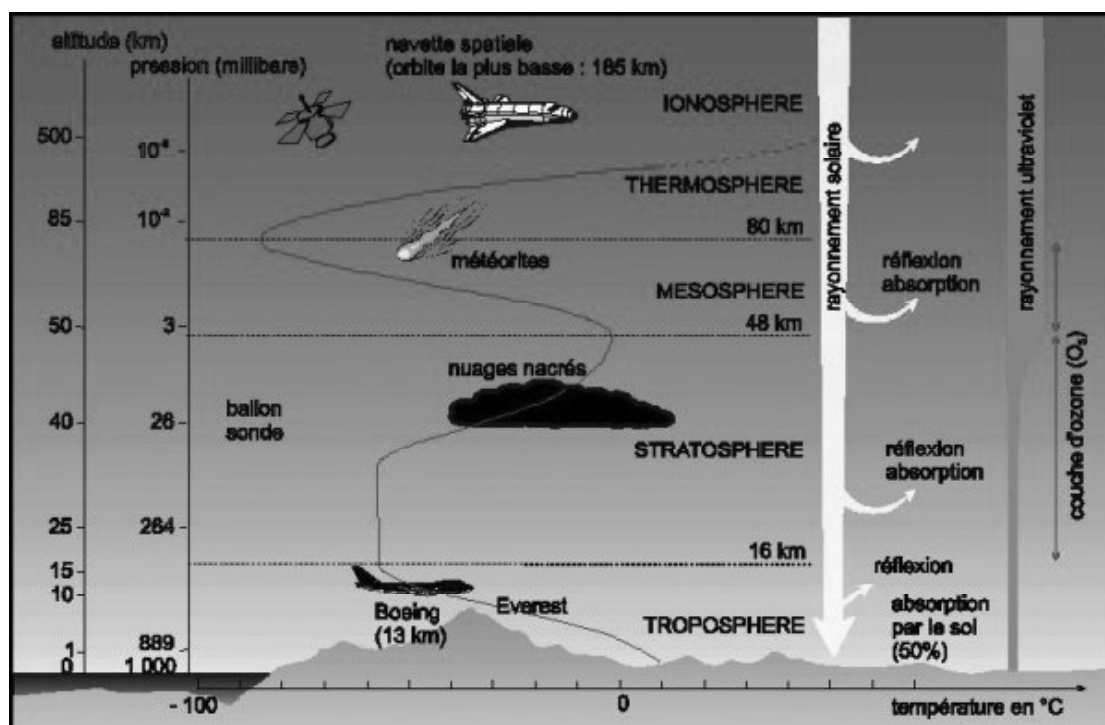 altitude (km)
pression (millibars)
navette spatiale
(orbite la plus basse : 185 km)
IONOSPHERE
500
THERMOSPHERE
85
80 km
météorites
MESOSPHERE
50
3
48 km
nuages nacrés
ballon
sonde
40
26
STRATOSPHERE
25
264
16 km
15
10
Boeing
(13 km)
Everest
TROPOSPHERE
1
889
0
1 000
- 100
0
température en °C
rayonnement solaire
réflexion
absorption
réflexion
absorption
réflexion
absorption
par le sol
(50%)
rayonnement ultraviolet
couche d'ozone (O₃)